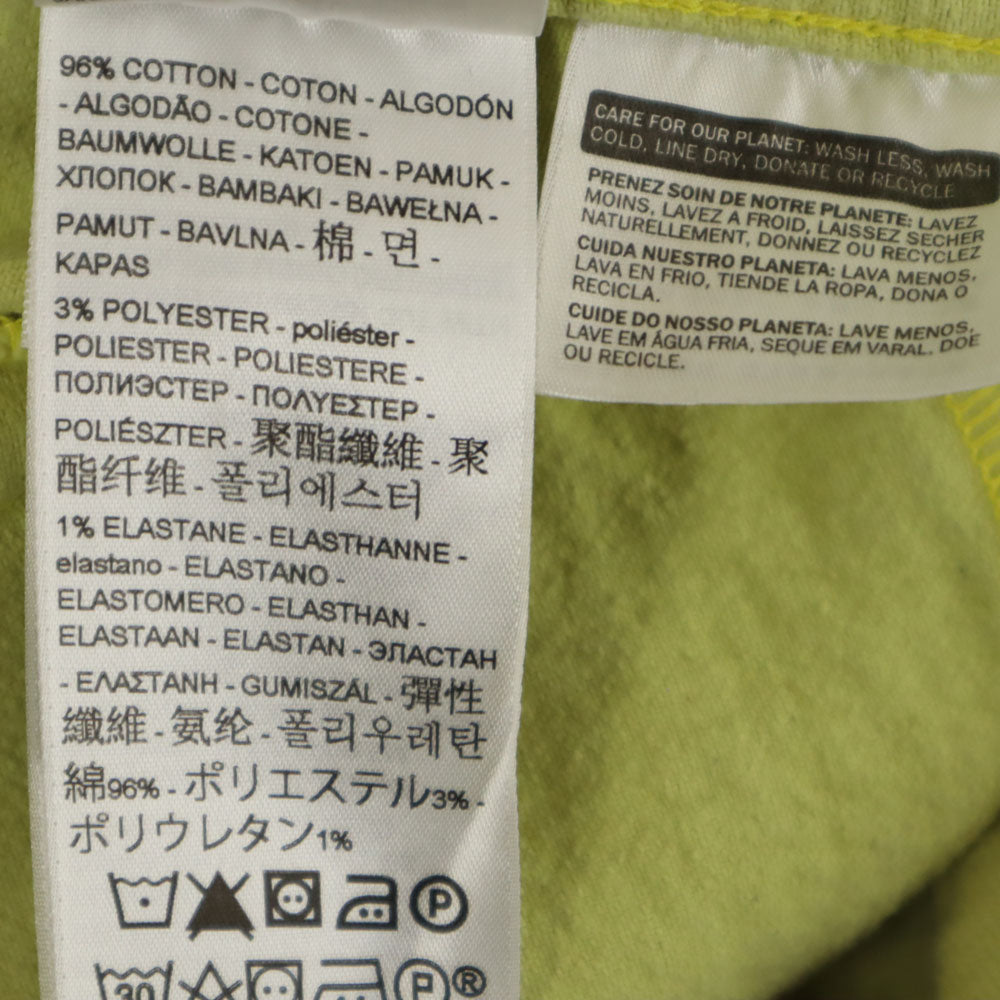 96% COTTON - COTON - ALGODÓN
- ALGODÃO - COTONE -
BAUMWOLLE - KATOEN - PAMUK -
ХЛОПОК - BAMBAKI - BAWEŁNA -
PAMUT - BAVLNA - 棉 - 면 -
KAPAS
3% POLYESTER - poliéster -
POLIESTER - POLIESTERE -
ПОЛИЭСТЕР - ΠΟΛΥΕΣΤΕΡ -
POLIÉSZTER - 聚酯纖維 - 聚
酯纤维 - 폴리에스터
1% ELASTANE - ELASTHANNE -
elastano - ELASTANO -
ELASTOMERO - ELASTHAN -
ELASTAAN - ELASTAN - ЭЛАСТАН
- ΕΛΑΣΤΑΝΗ - GUMISZÁL - 彈性
纖維 - 氨纶 - 폴리우레탄
綿96% - ポリエステル3% -
ポリウレタン1%
P
30 P®
CARE FOR OUR PLANET: WASH LESS, WASH
COLD, LINE DRY, DONATE OR RECYCLE
PRENEZ SOIN DE NOTRE PLANETE: LAVEZ
MOINS, LAVEZ A FROID, LAISSEZ SECHER
NATURELLEMENT, DONNEZ OU RECYCLEZ
CUIDA NUESTRO PLANETA: LAVA MENOS,
LAVA EN FRIO, TIENDE LA ROPA, DONA O
RECICLA.
CUIDE DO NOSSO PLANETA: LAVE MENOS,
LAVE EM ÁGUA FRIA, SEQUE EM VARAL. DOE
OU RECICLE.